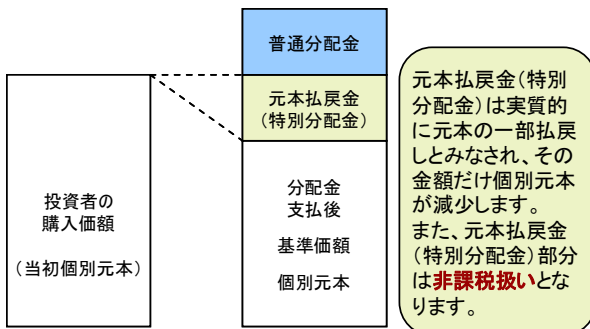 普通分配金
元本払戻金
(特別分配金)
投資者の
購入価額
(当初個別元本)
分配金
支払後
基準価額
個別元本
元本払戻金(特別
分配金)は実質的
に元本の一部払戻
しとみなされ、その
金額だけ個別元本
が減少します。
また、元本払戻金
(特別分配金)部分
は非課税扱いとな
ります。